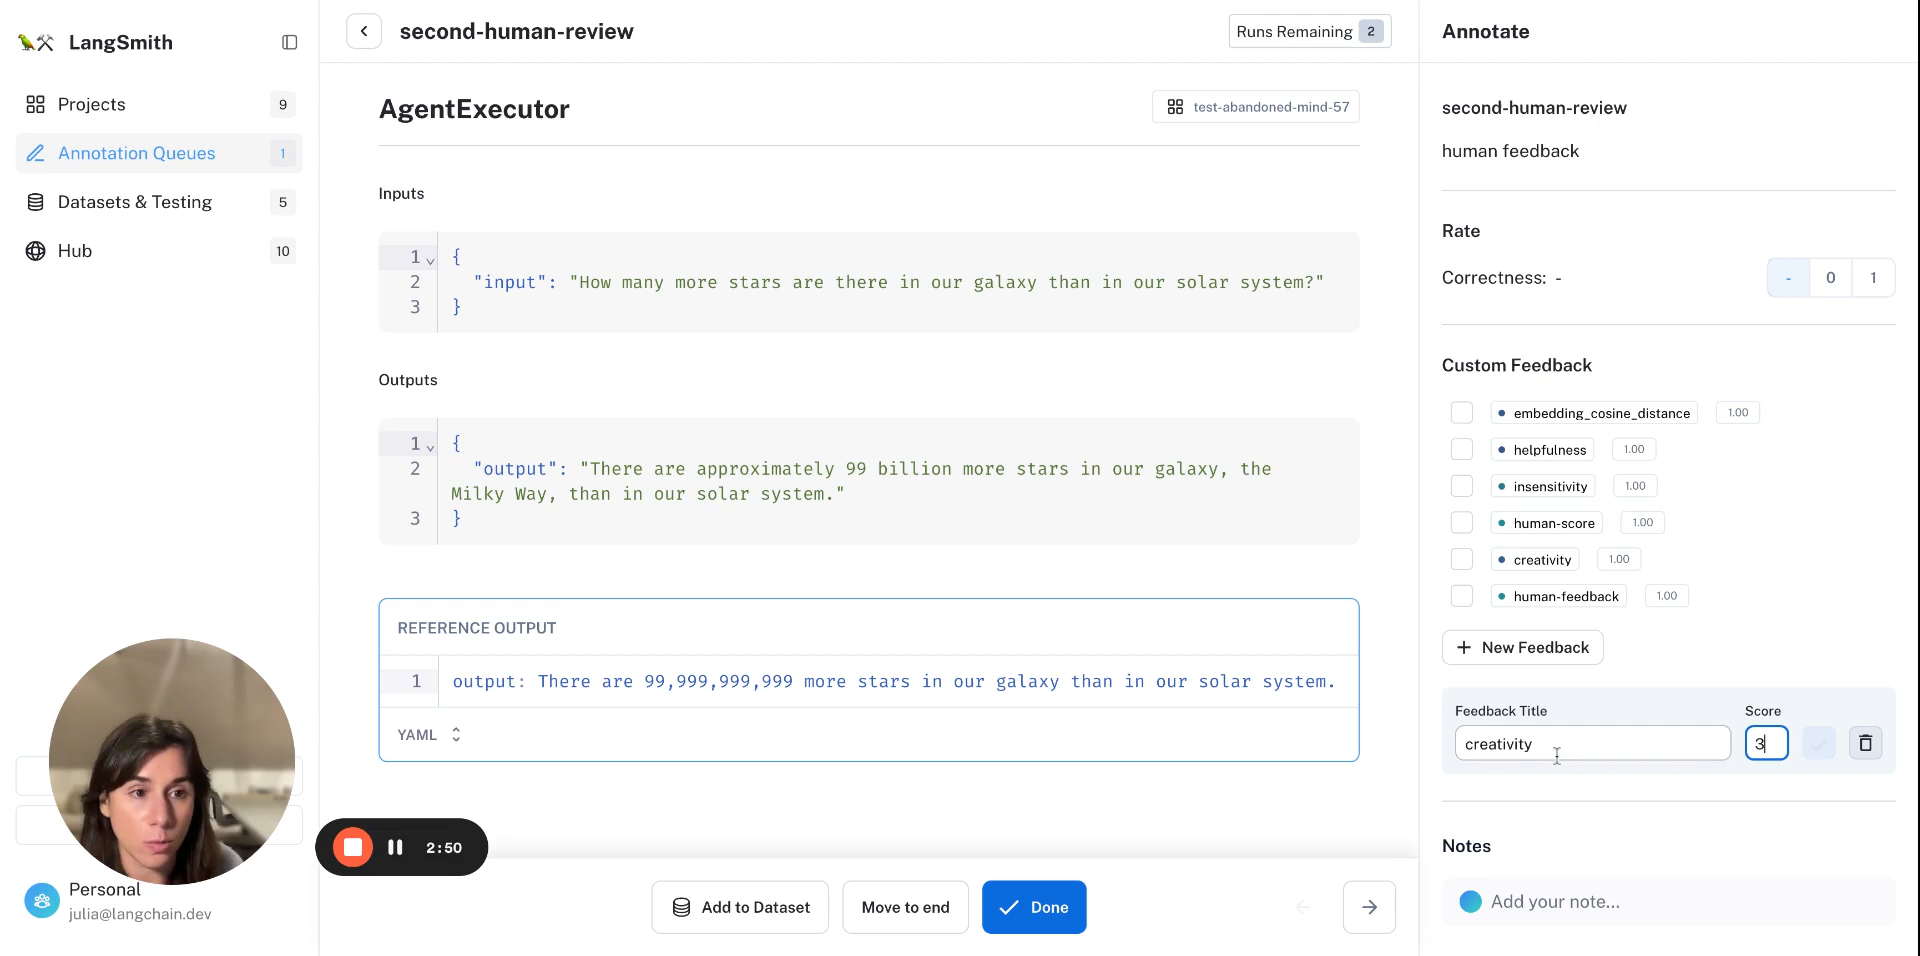 LangSmith
Projects 9
Annotation Queues 1
Datasets & Testing 5
Hub 10
Personal
julia@langchain.dev
second-human-review
Runs Remaining 2
AgentExecutor
test-abandoned-mind-57
Inputs
1 {
2 "input": "How many more stars are there in our galaxy than in our solar system?"
3 }
Outputs
1 {
2 "output": "There are approximately 99 billion more stars in our galaxy, the
Milky Way, than in our solar system."
3 }
REFERENCE OUTPUT
1 output: There are 99,999,999,999 more stars in our galaxy than in our solar system.
YAML
2:50
Add to Dataset
Move to end
Done
Annotate
second-human-review
human feedback
Rate
Correctness: - - 0 1
Custom Feedback
embedding_cosine_distance 1.00
helpfulness 1.00
insensitivity 1.00
human-score 1.00
creativity 1.00
human-feedback 1.00
New Feedback
Feedback Title Score
creativity 3
Notes
Add your note...